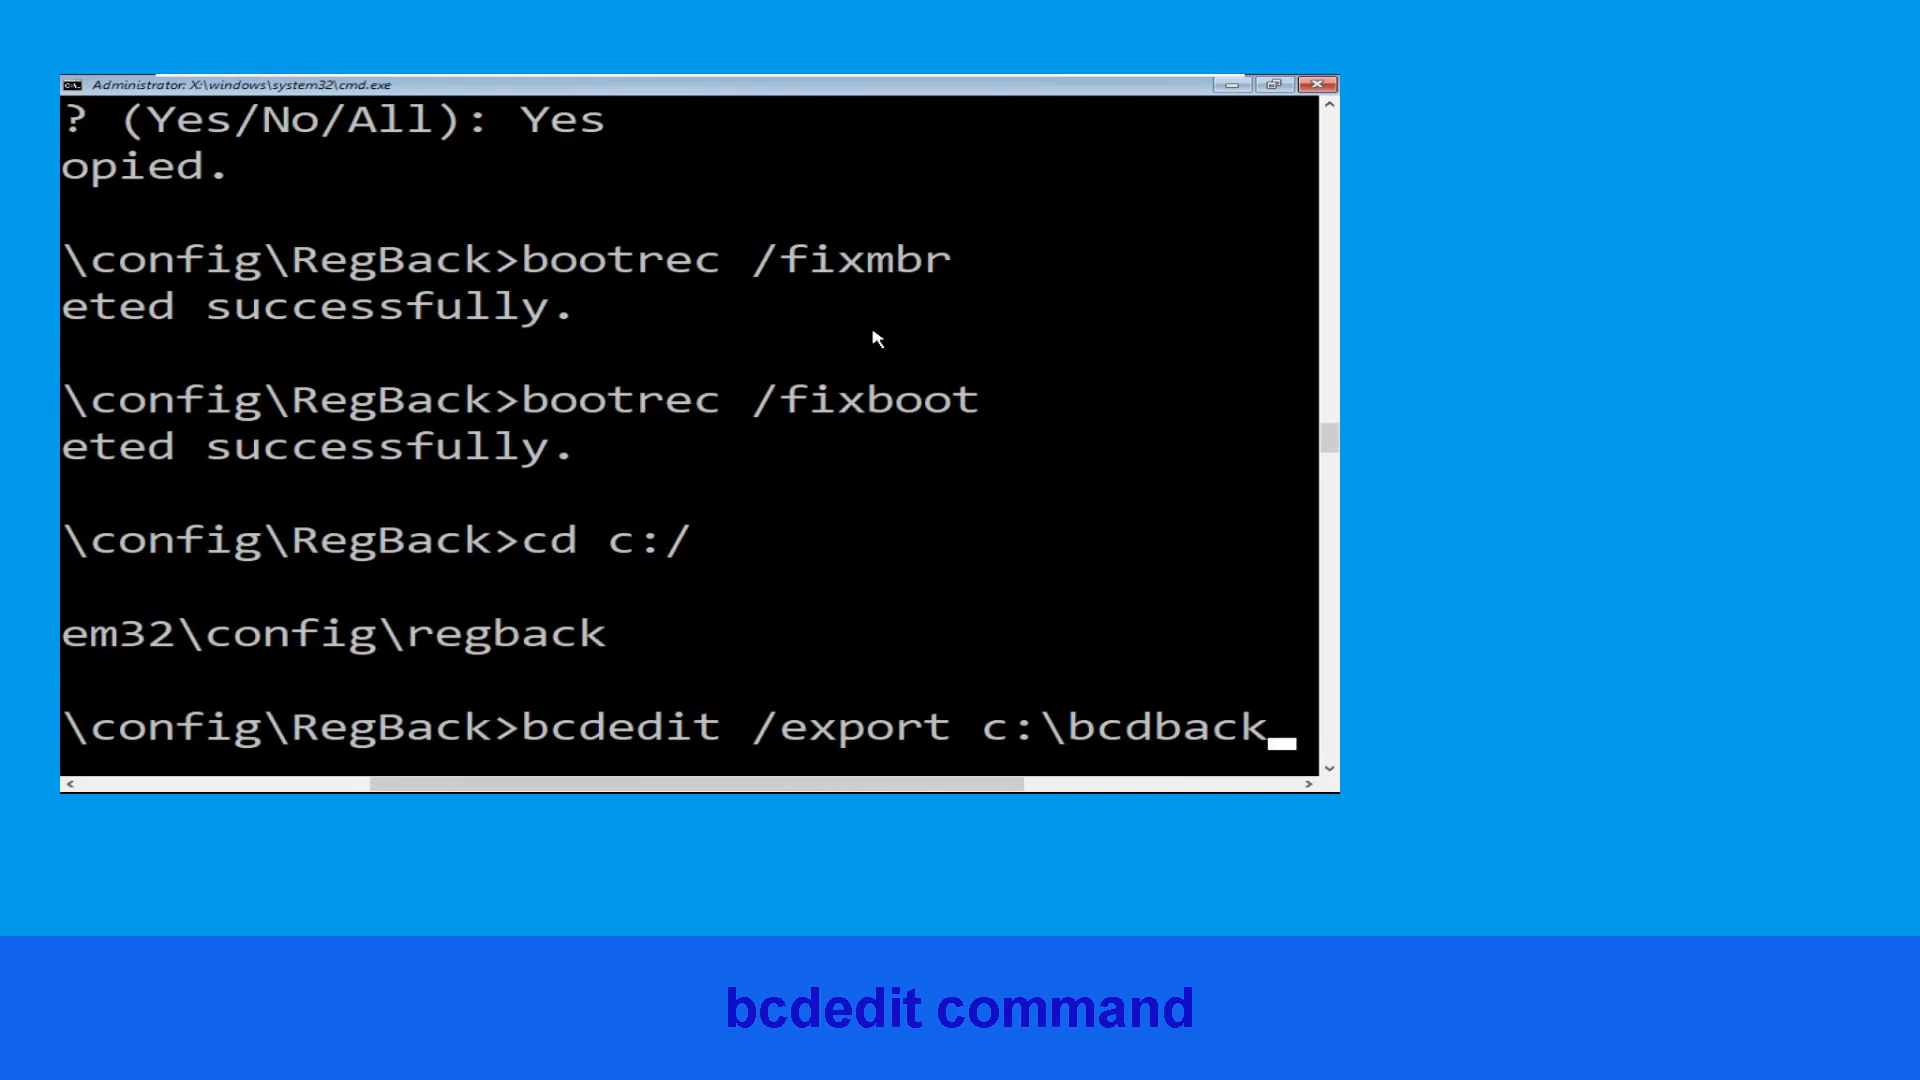 Administrator: X:\windows\system32\cmd.exe
? (Yes/No/All): Yes
opied.
\config\RegBack>bootrec /fixmbr
eted successfully.
\config\RegBack>bootrec /fixboot
eted successfully.
\config\RegBack>cd c:/
em32\config\regback
\config\RegBack>bcdedit /export c:\bcdback
bcdedit command